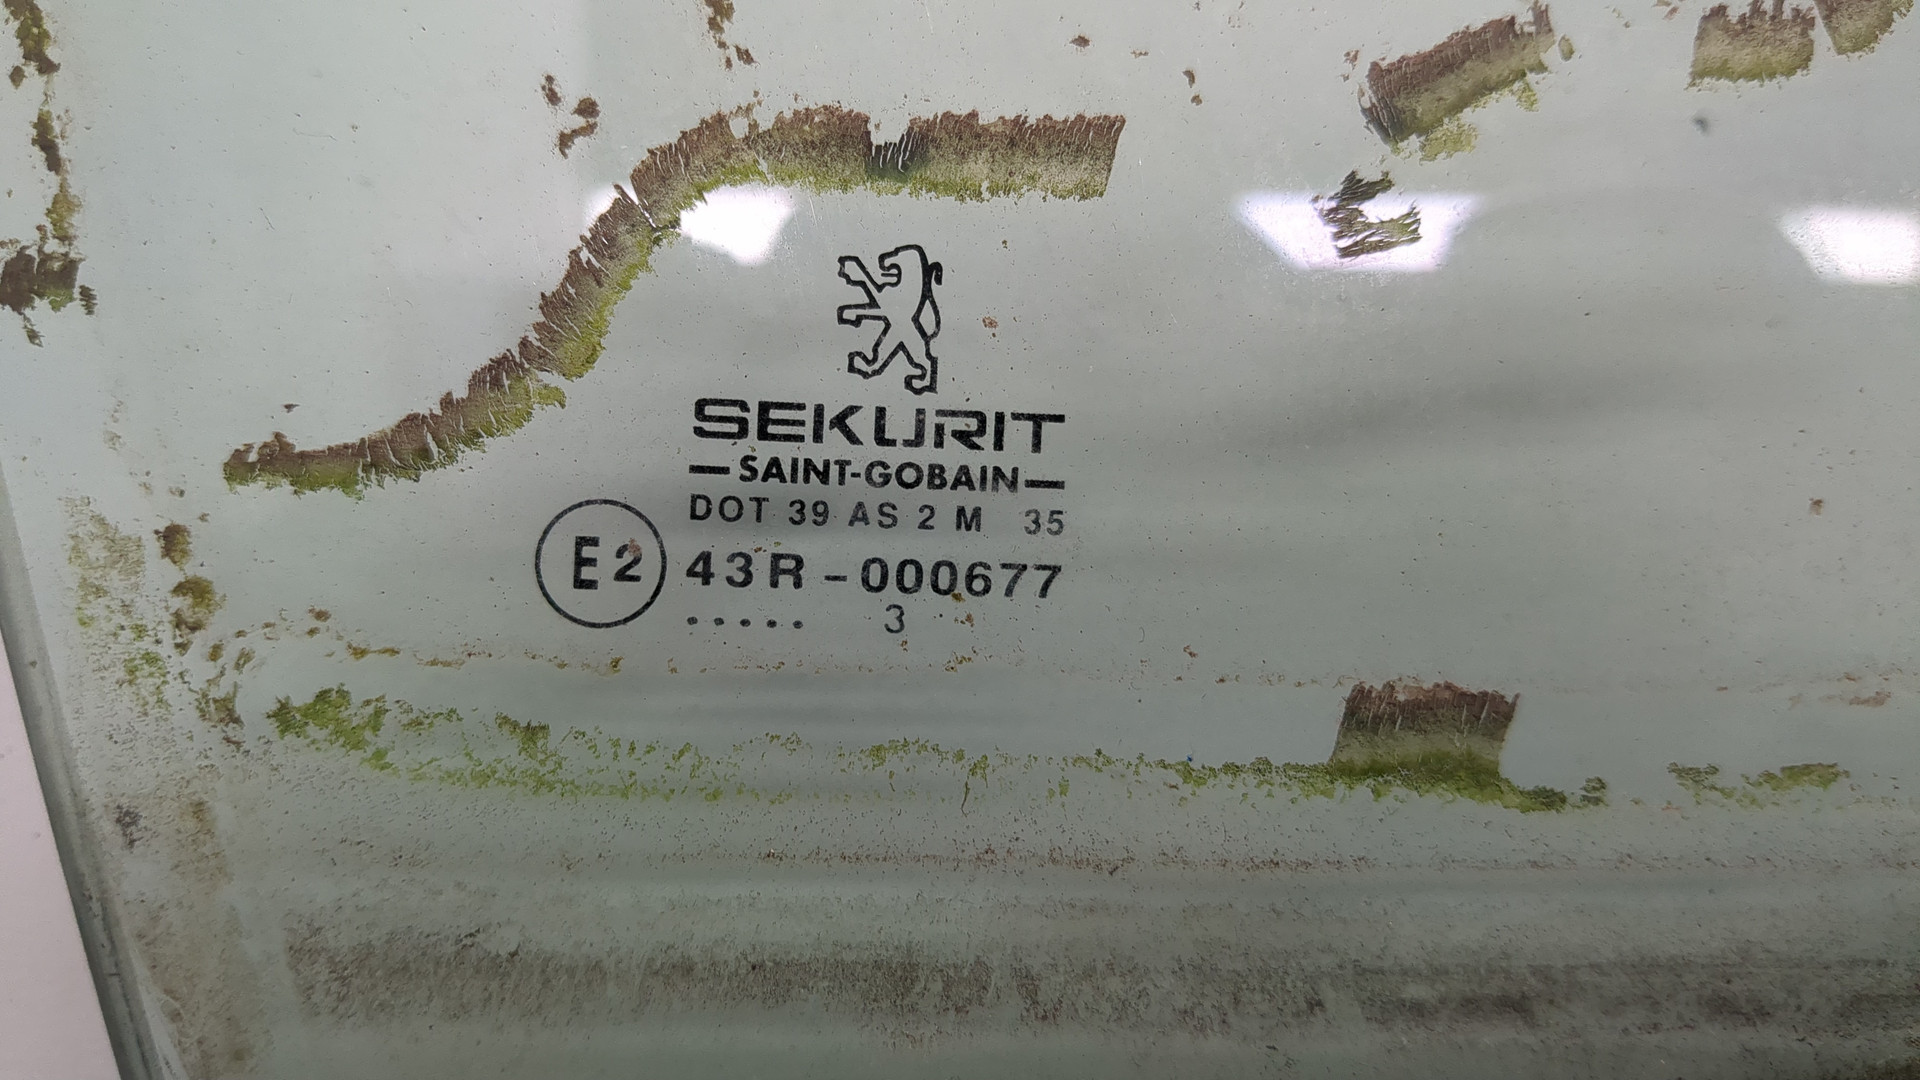 SEKURIT
—SAINT-GOBAIN—
DOT 39 AS 2 M 35
E2 43R-000677
..... 3